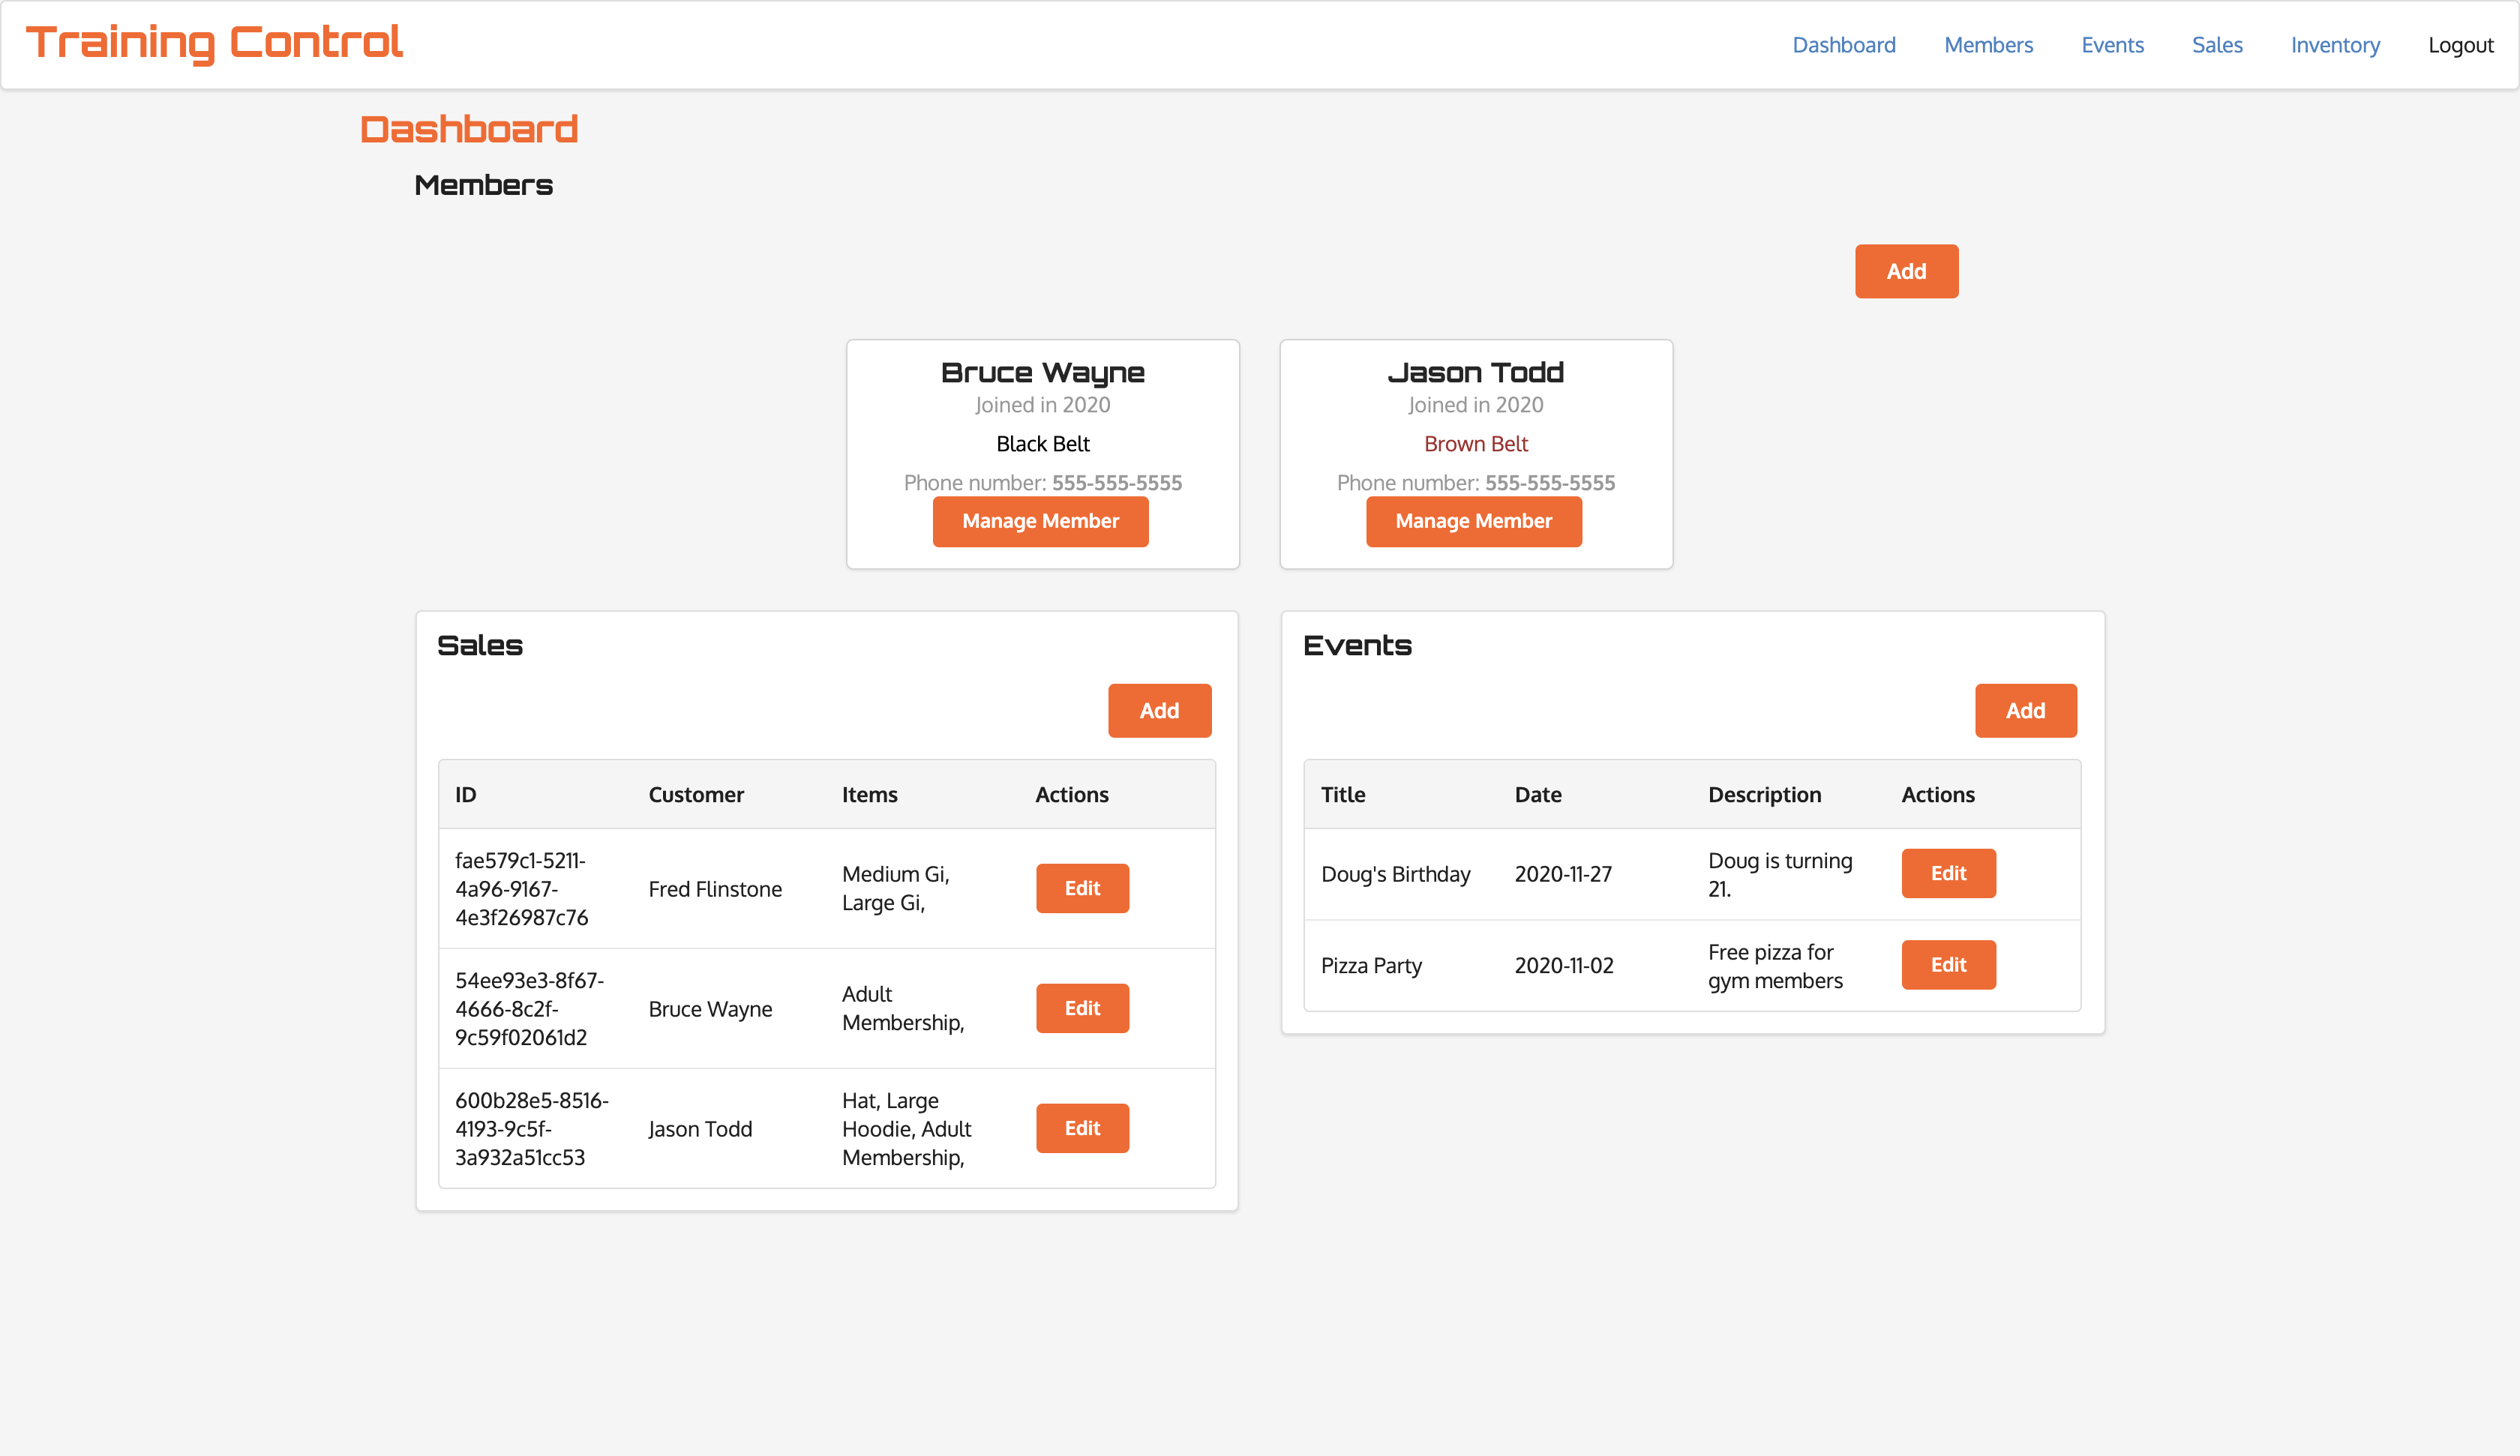 Training Control
Dashboard Members Events Sales Inventory Logout
Dashboard
Members
Add
Bruce Wayne
Joined in 2020
Black Belt
Phone number: 555-555-5555
Manage Member
Jason Todd
Joined in 2020
Brown Belt
Phone number: 555-555-5555
Manage Member
Sales
Add
ID Customer Items Actions
fae579c1-5211-
4a96-9167-
4e3f26987c76
Fred Flinstone
Medium Gi,
Large Gi,
Edit
54ee93e3-8f67-
4666-8c2f-
9c59f02061d2
Bruce Wayne
Adult
Membership,
Edit
600b28e5-8516-
4193-9c5f-
3a932a51cc53
Jason Todd
Hat, Large
Hoodie, Adult
Membership,
Edit
Events
Add
Title Date Description Actions
Doug's Birthday
2020-11-27
Doug is turning
21.
Edit
Pizza Party
2020-11-02
Free pizza for
gym members
Edit